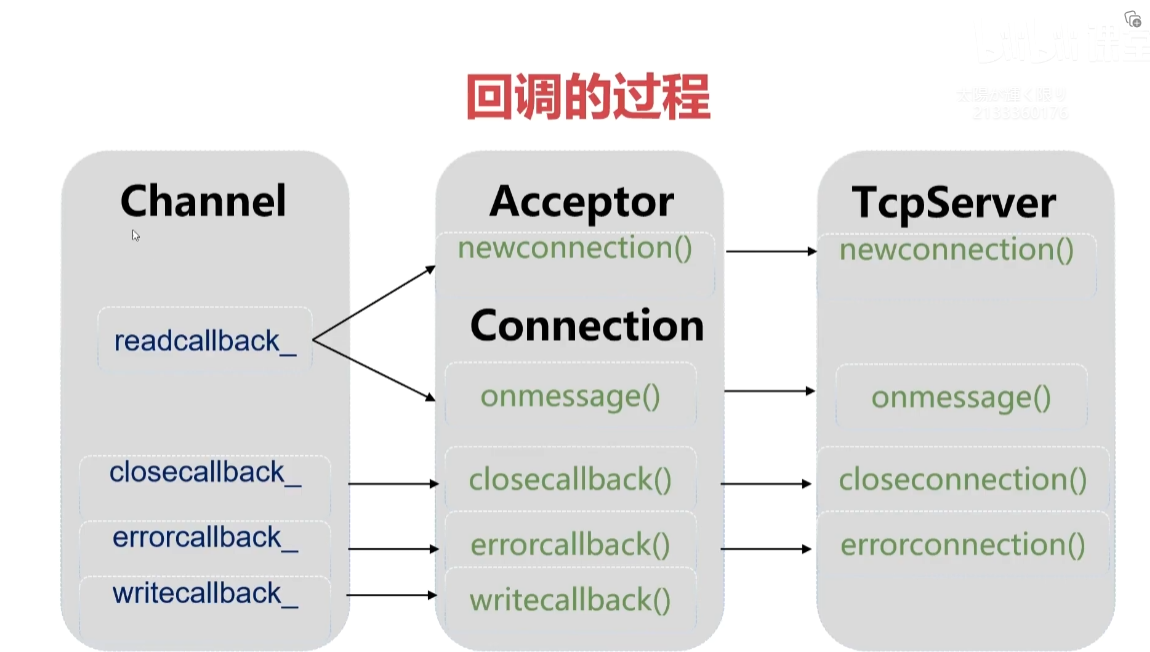 回调的过程
Channel
readcallback_
closecallback_
errorcallback_
writecallback_
Acceptor
newconnection()
Connection
onmessage()
closecallback()
errorcallback()
writecallback()
TcpServer
newconnection()
onmessage()
closeconnection()
errorconnection()